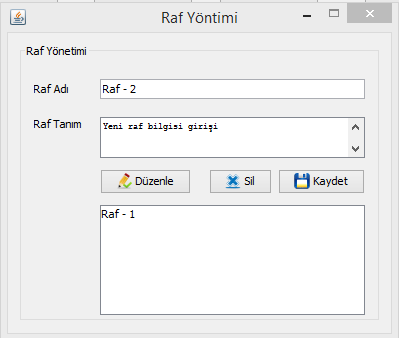 Raf Yöntimi
Raf Yönetimi
Raf Adı
Raf - 2
Raf Tanım
Yeni raf bilgisi girişi
Düzenle
Sil
Kaydet
Raf - 1